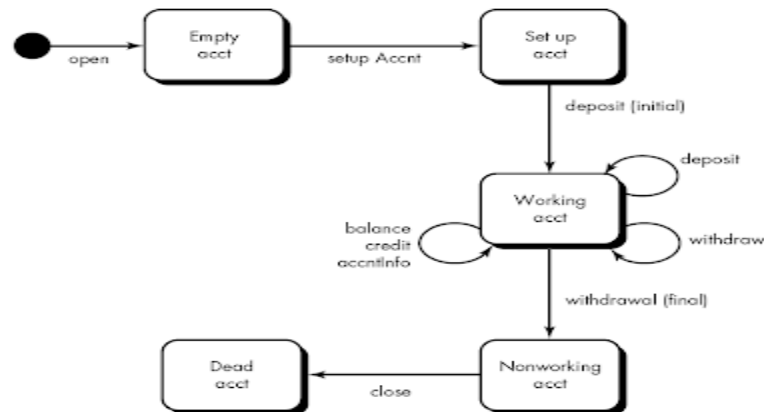 Empty
acct
Set up
acct
open
setup Accnt
deposit (initial)
deposit
Working
acct
balance
credit
accntInfo
withdraw
withdrawal (final)
Dead
acct
Nonworking
acct
close